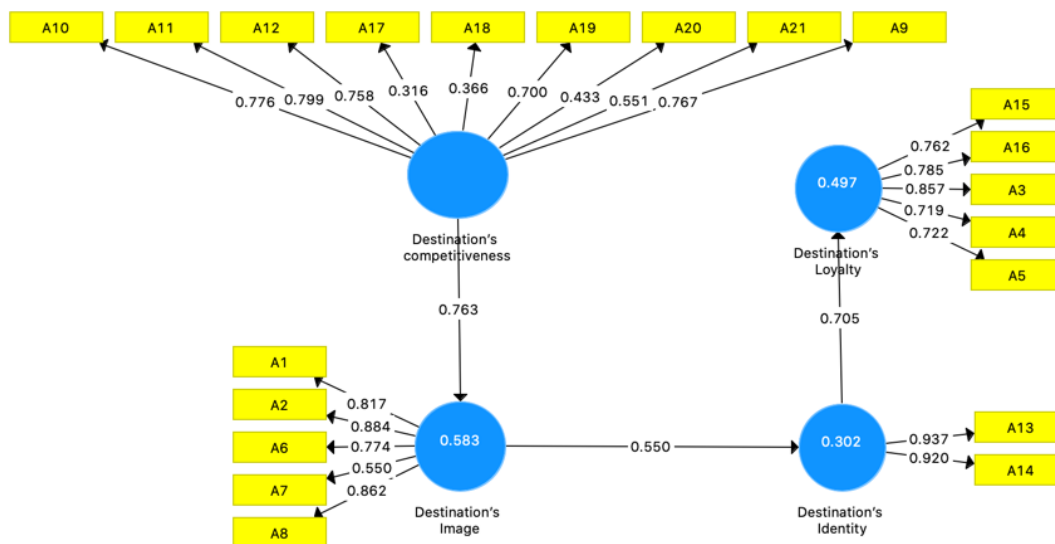 A10 A11 A12 A17 A18 A19 A20 A21 A9
0.776 0.799 0.758 0.316 0.366 0.700 0.433 0.551 0.767
Destination's
competitiveness
A15
A16
A3
A4
A5
0.762
0.785
0.857
0.719
0.722
0.497
Destination's
Loyalty
0.763
0.705
A1
A2
A6
A7
A8
0.817
0.884
0.774
0.550
0.862
0.583
Destination's
Image
0.550
0.302
Destination's
Identity
0.937
0.920
A13
A14